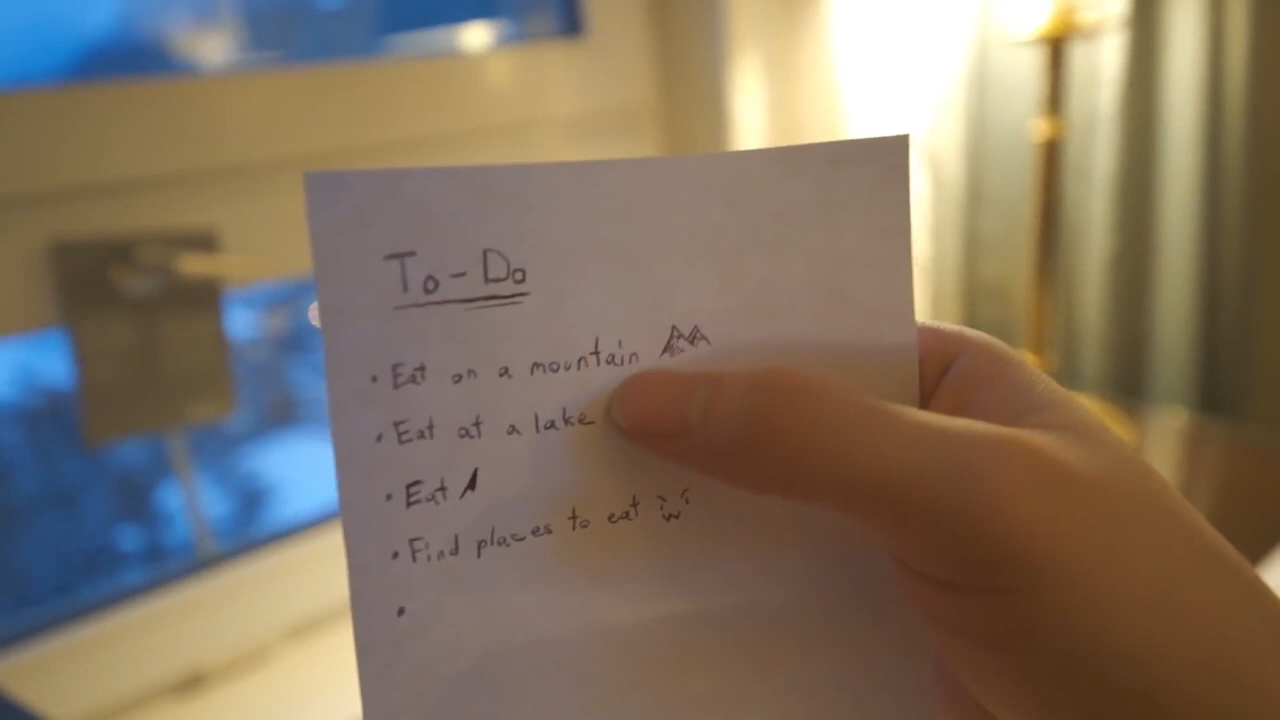 To-Do
• Eat on a mountain
• Eat at a lake
• Eat
• Find places to eat
•